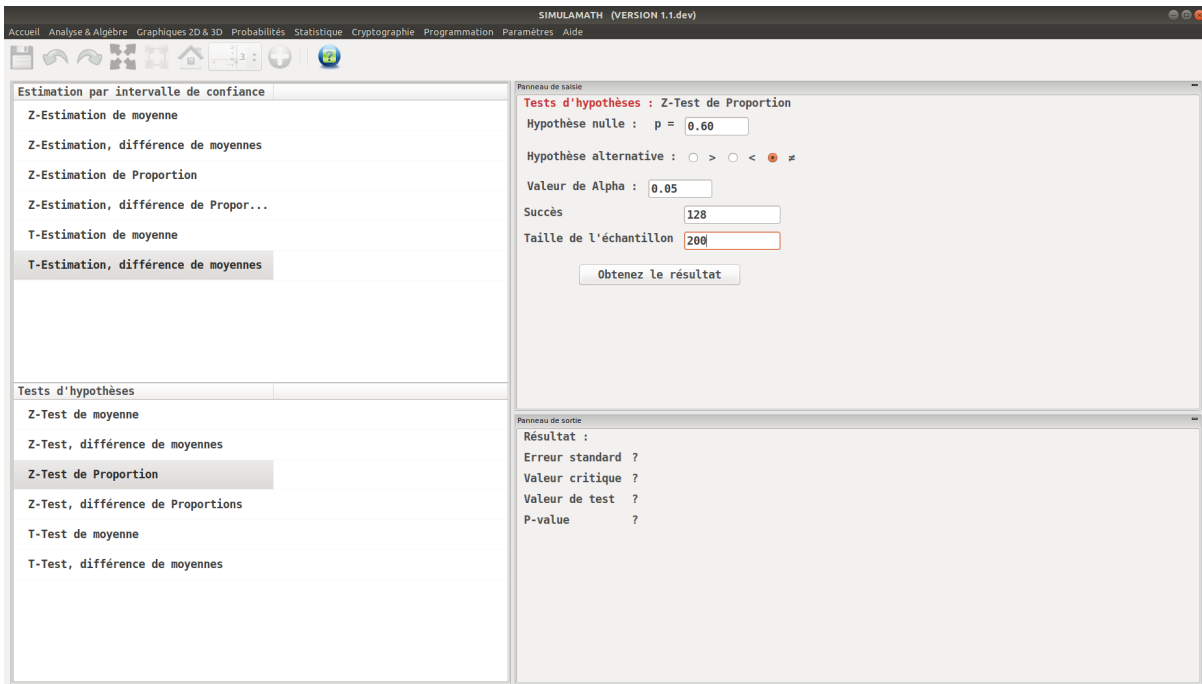 SIMULAMATH (VERSION 1.1.dev)
Accueil Analyse & Algèbre Graphiques 2D & 3D Probabilités Statistique Cryptographie Programmation Paramètres Aide
3
Estimation par intervalle de confiance
Z-Estimation de moyenne
Z-Estimation, différence de moyennes
Z-Estimation de Proportion
Z-Estimation, différence de Propor...
T-Estimation de moyenne
T-Estimation, différence de moyennes
Tests d'hypothèses
Z-Test de moyenne
Z-Test, différence de moyennes
Z-Test de Proportion
Z-Test, différence de Proportions
T-Test de moyenne
T-Test, différence de moyennes
Panneau de saisie
Tests d'hypothèses : Z-Test de Proportion
Hypothèse nulle : p = 0.60
Hypothèse alternative : > < ≠
Valeur de Alpha : 0.05
Succès 128
Taille de l'échantillon 200
Obtenez le résultat
Panneau de sortie
Résultat :
Erreur standard ?
Valeur critique ?
Valeur de test ?
P-value ?